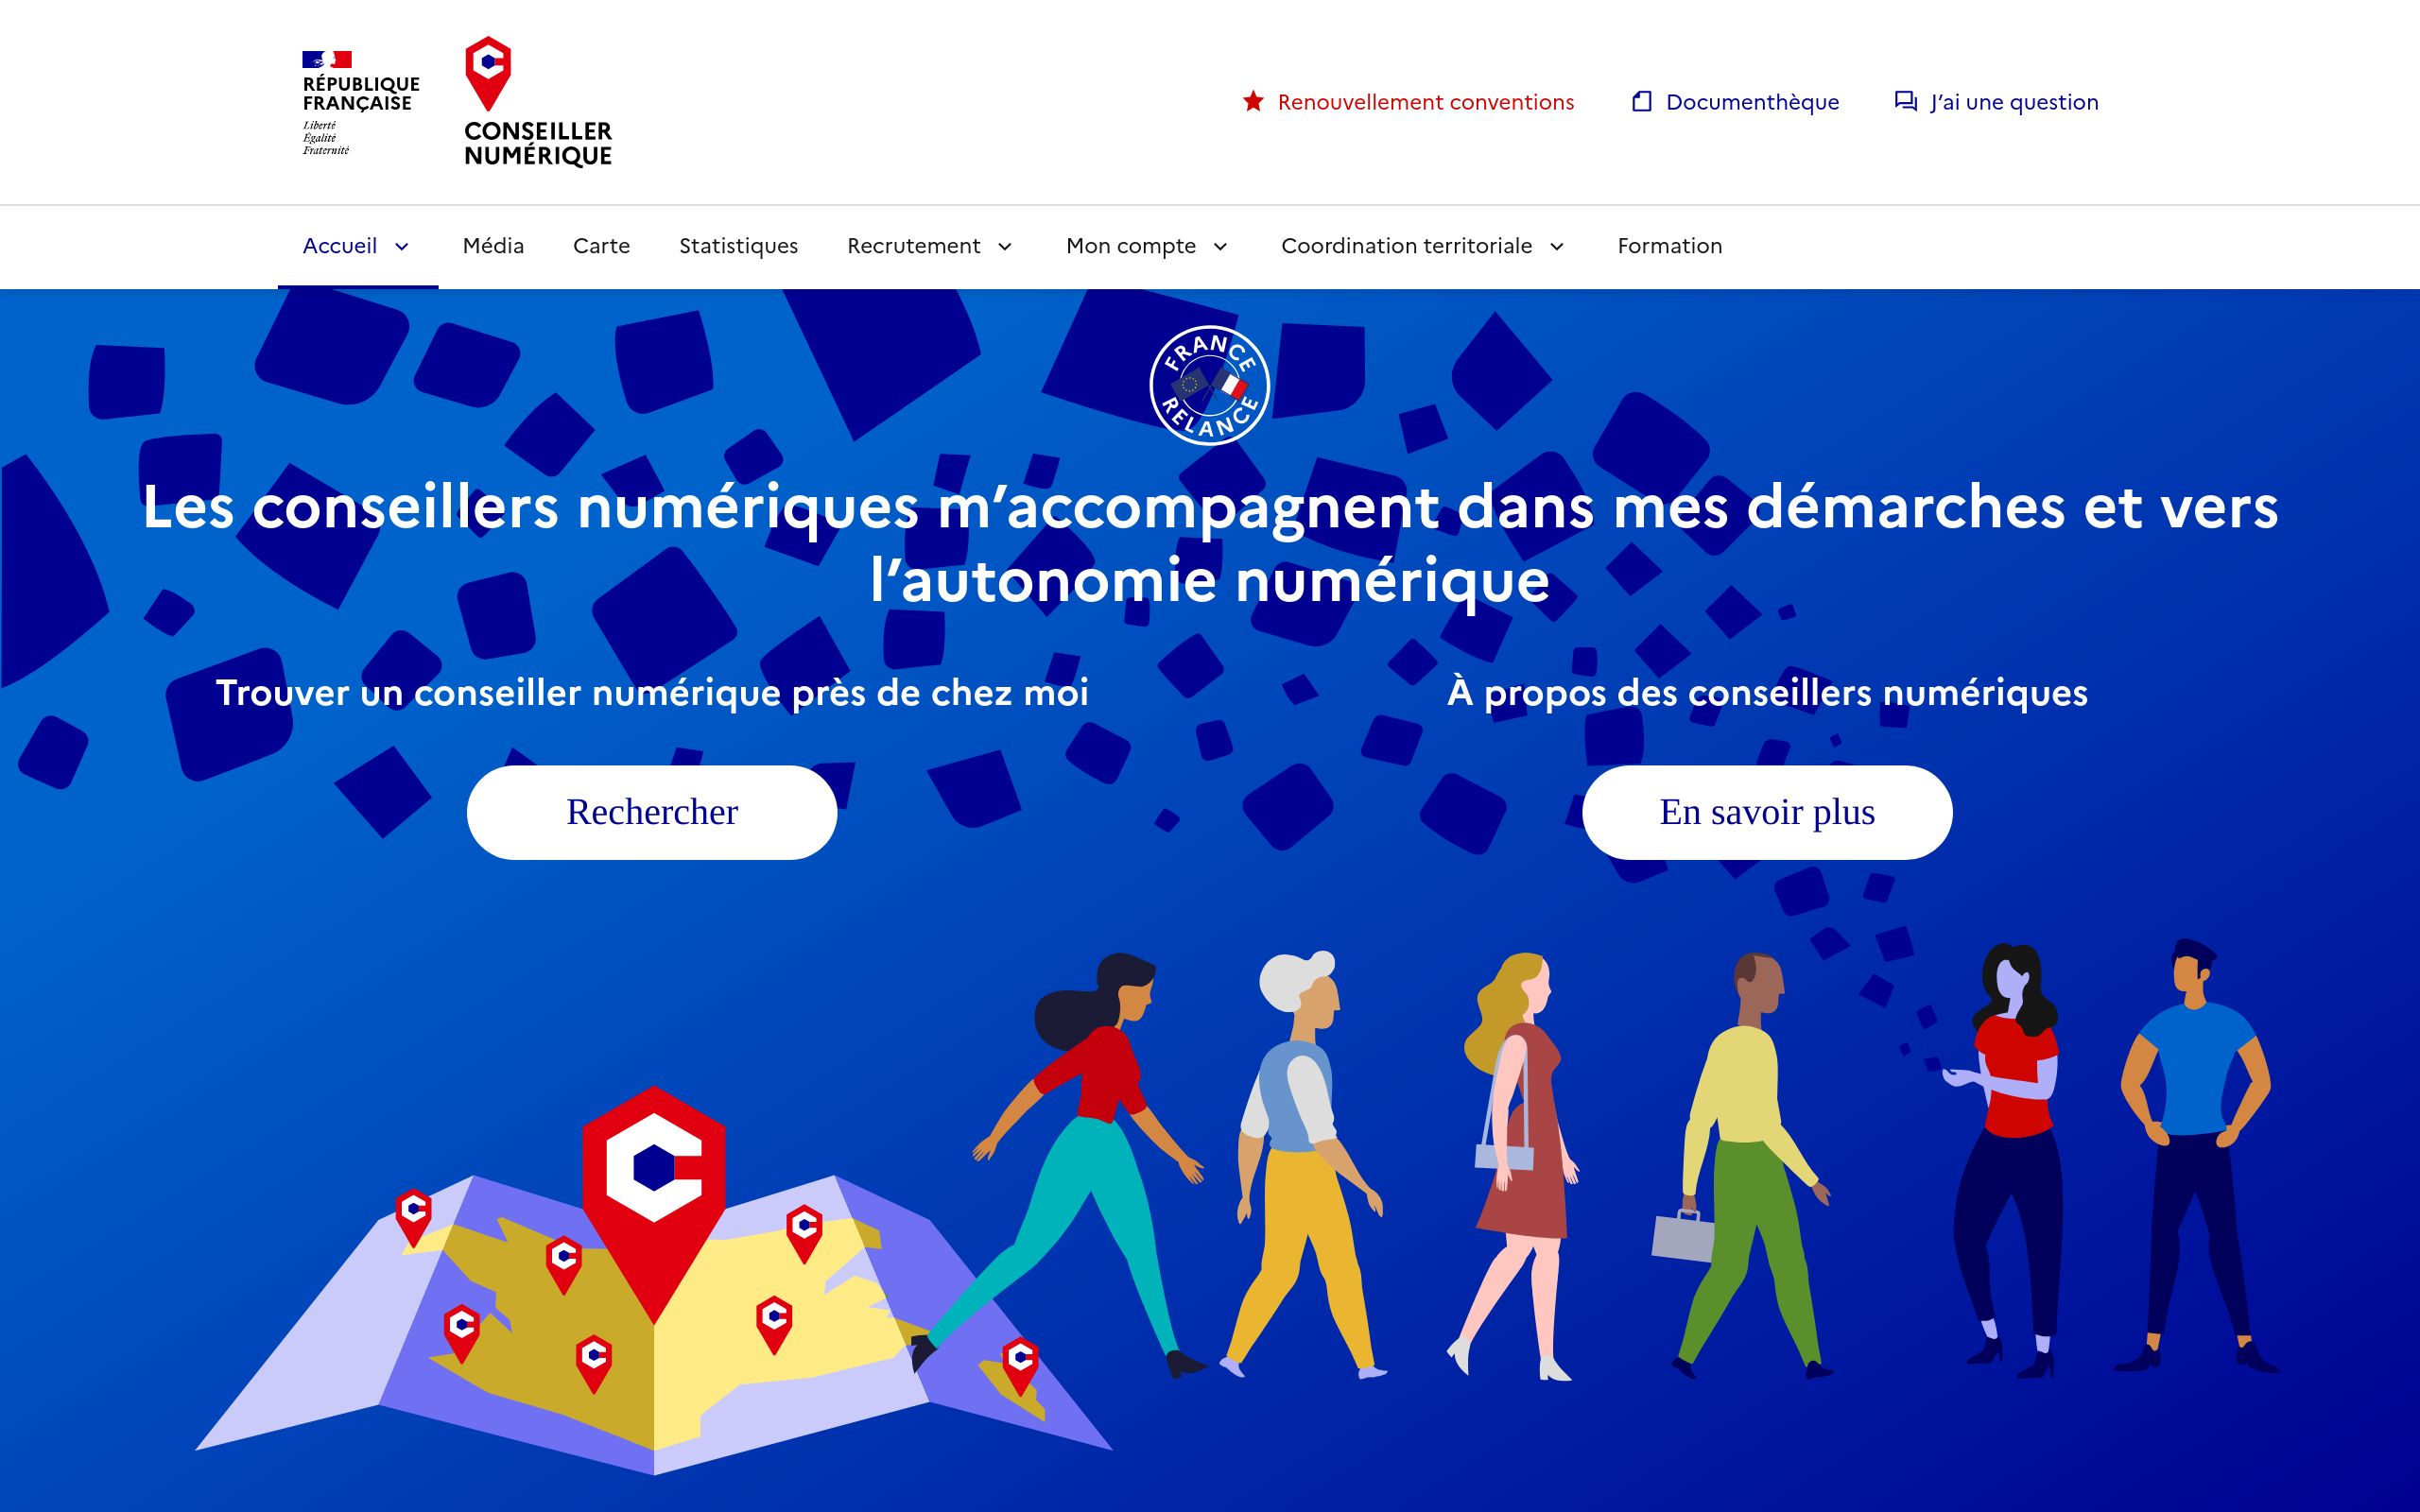 RÉPUBLIQUE
FRANÇAISE
Liberté
Égalité
Fraternité
CONSEILLER
NUMÉRIQUE
Renouvellement conventions
Documenthèque
J’ai une question
Accueil
Média
Carte
Statistiques
Recrutement
Mon compte
Coordination territoriale
Formation
FRANCE
RELANCE
Les conseillers numériques m’accompagnent dans mes démarches et vers
l’autonomie numérique
Trouver un conseiller numérique près de chez moi
À propos des conseillers numériques
Rechercher
En savoir plus